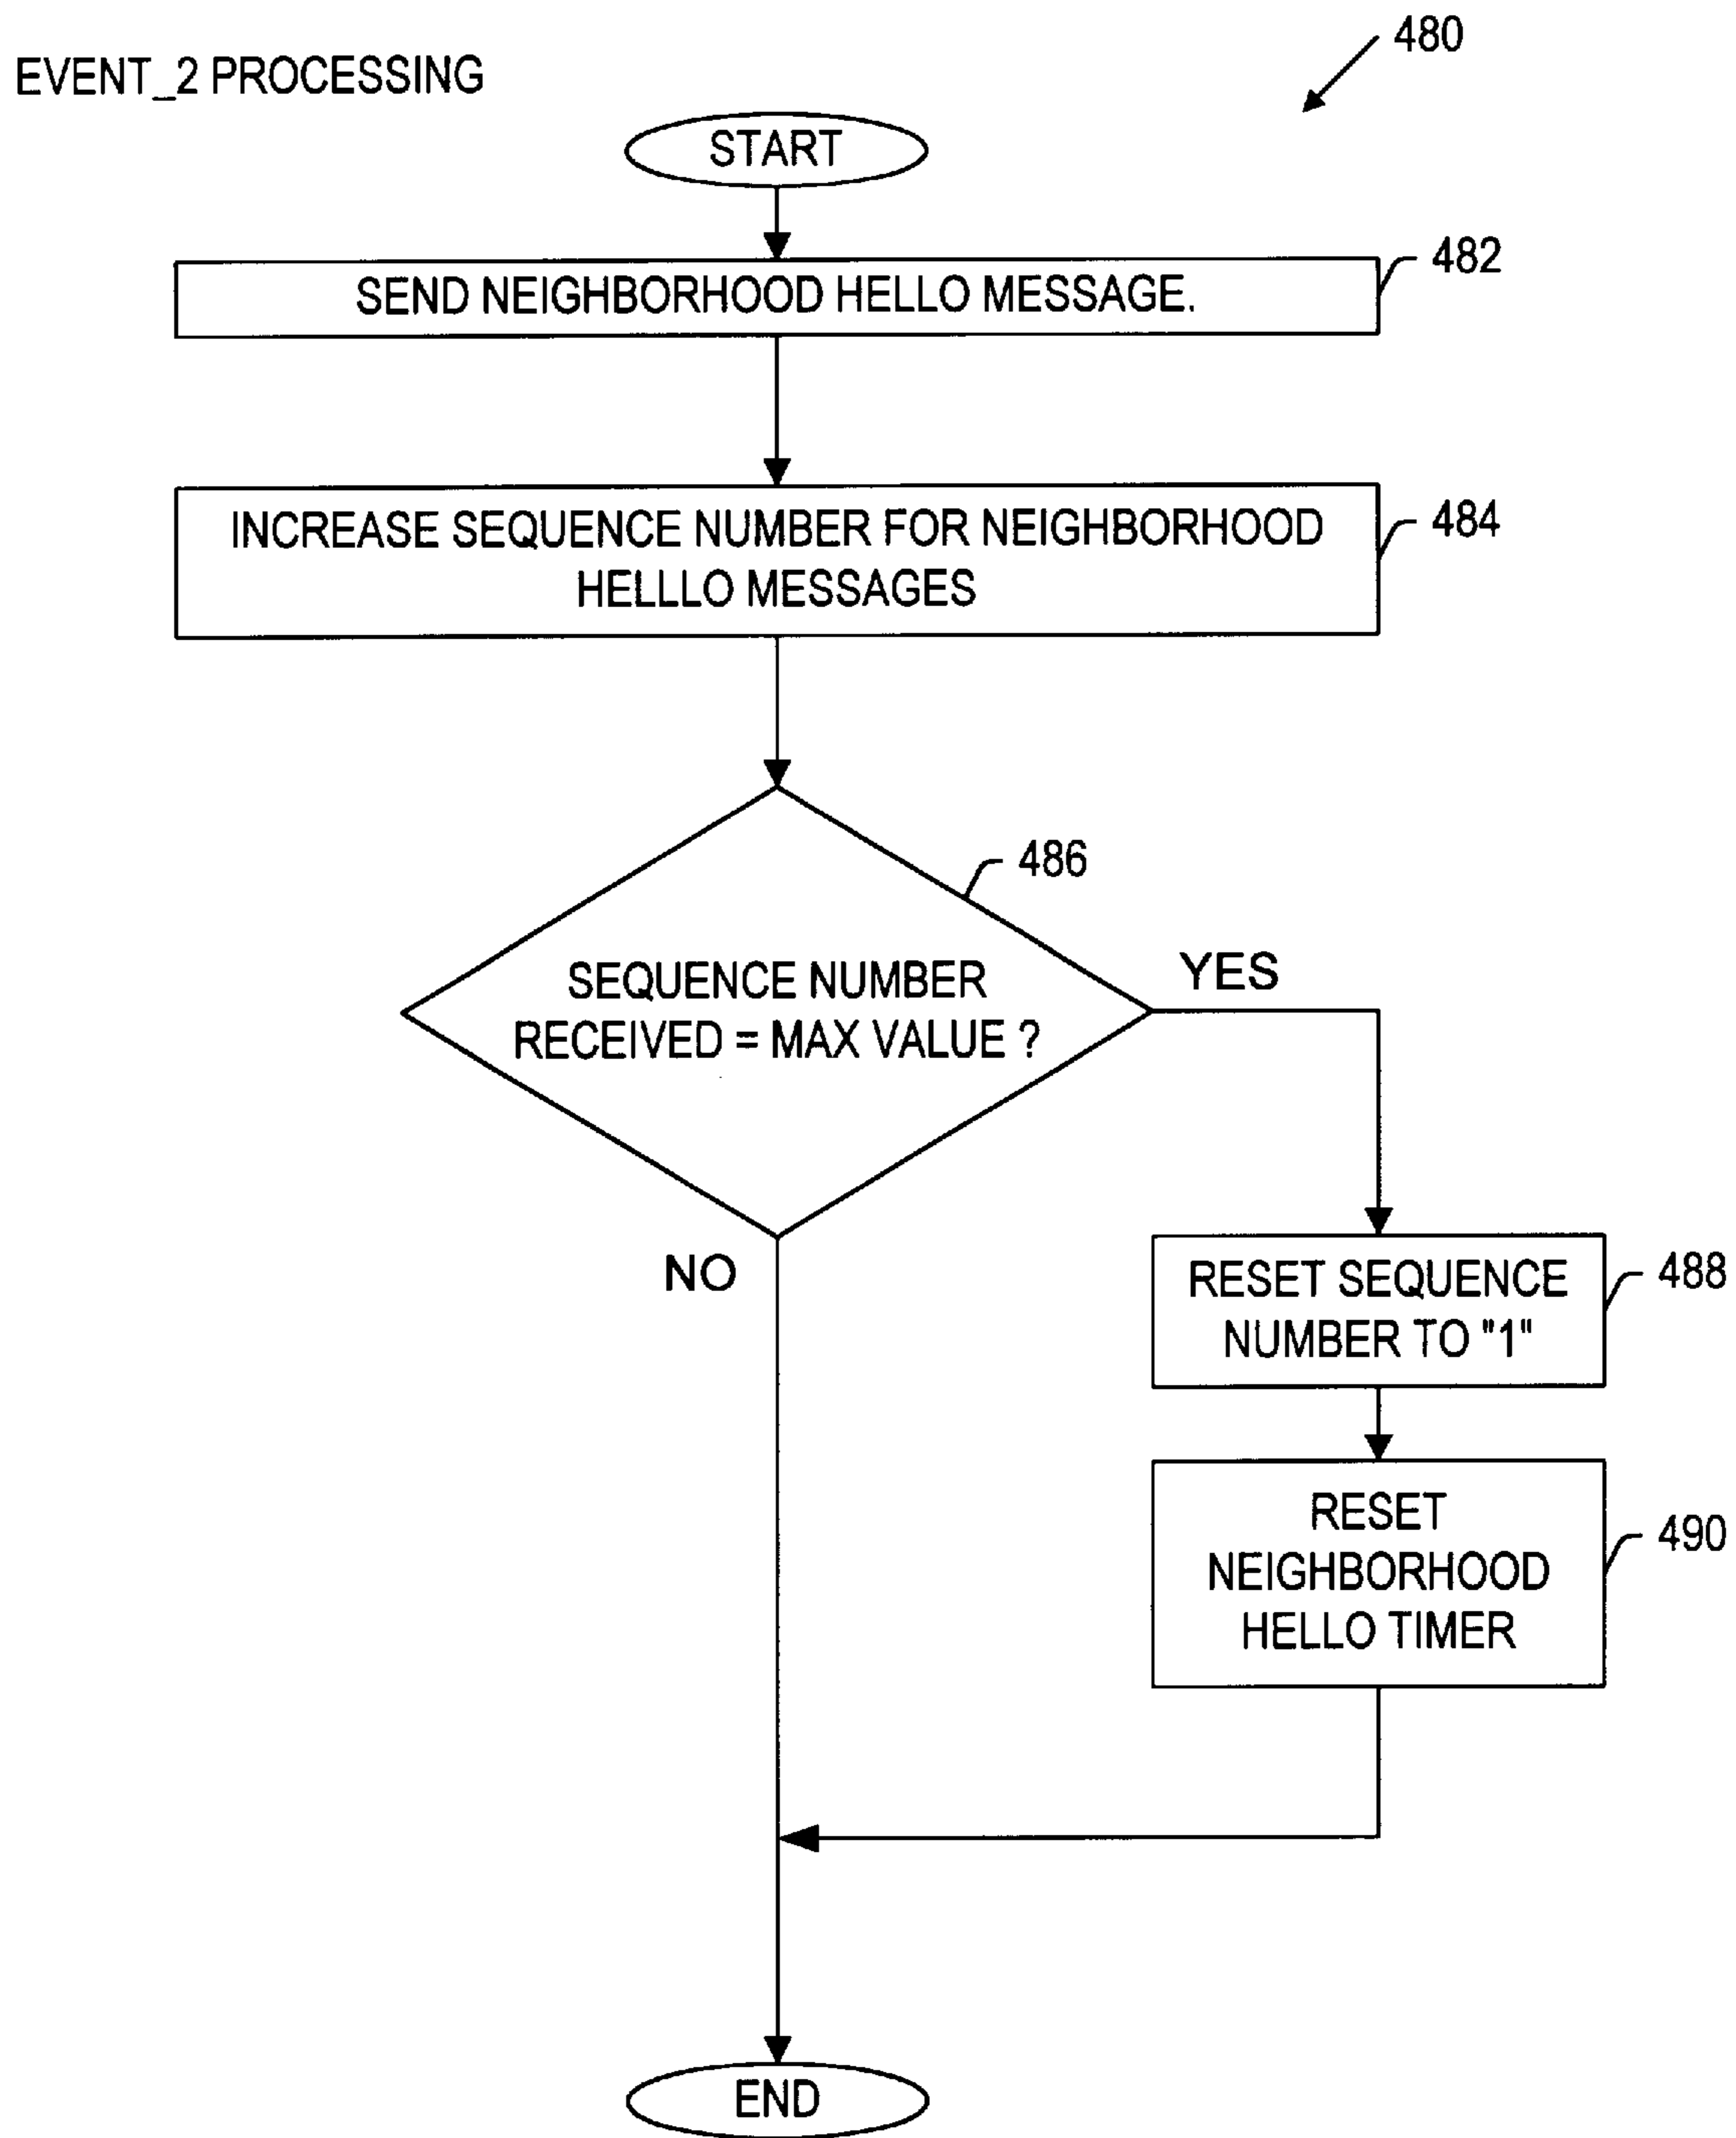 480
EVENT_2 PROCESSING
START
482
SEND NEIGHBORHOOD HELLO MESSAGE.
484
INCREASE SEQUENCE NUMBER FOR NEIGHBORHOOD
HELLLO MESSAGES
486
SEQUENCE NUMBER
RECEIVED = MAX VALUE ?
YES
NO
488
RESET SEQUENCE
NUMBER TO "1"
490
RESET
NEIGHBORHOOD
HELLO TIMER
END